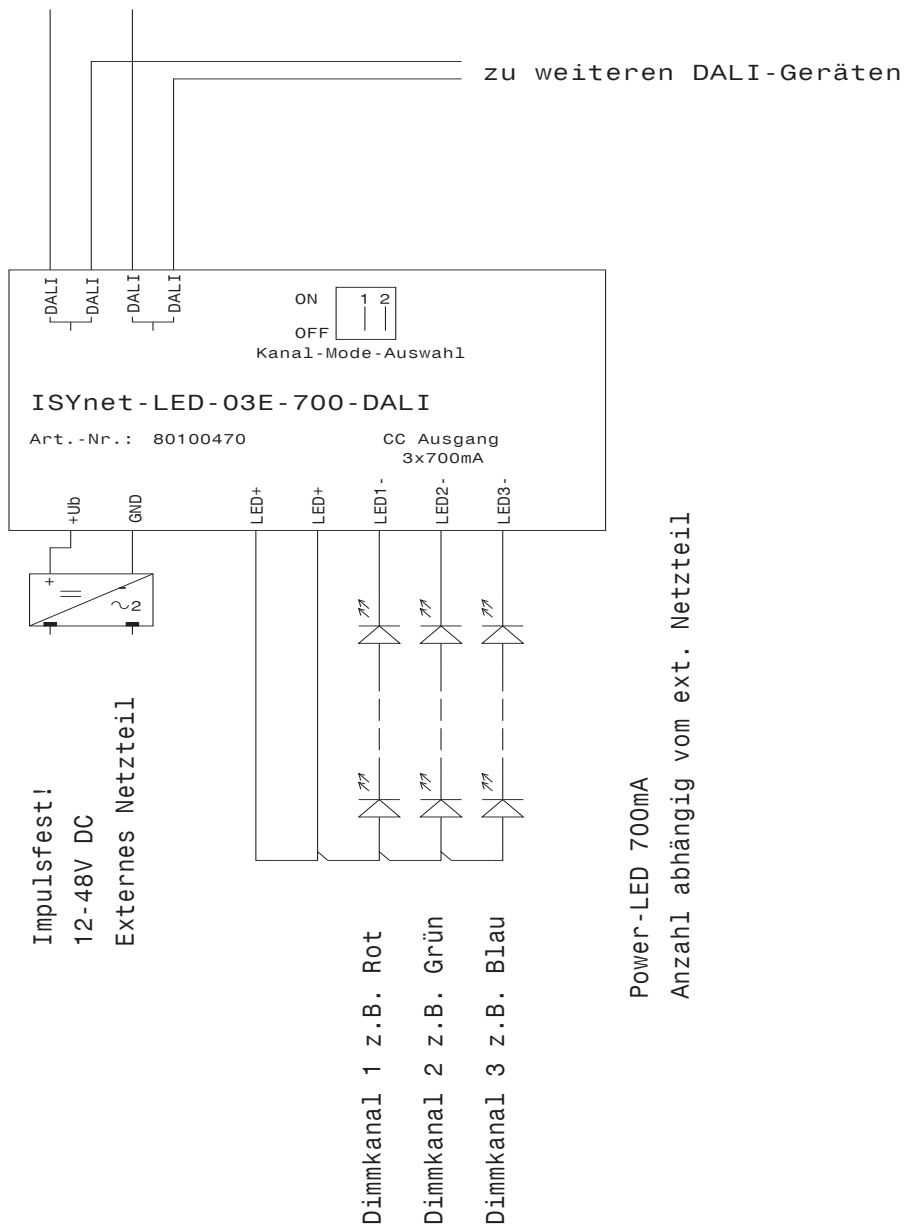 zu weiteren DALI-Geräten
DALI
DALI
DALI
DALI
ON
1 2
OFF
Kanal-Mode-Auswahl
ISYnet-LED-03E-700-DALI
Art.-Nr.: 80100470
CC Ausgang
3x700mA
+Ub
GND
LED+
LED+
LED1-
LED2-
LED3-
+
-
~2
Impulsfest!
12-48V DC
Externes Netzteil
Dimmkanal 1 z.B. Rot
Dimmkanal 2 z.B. Grün
Dimmkanal 3 z.B. Blau
Power-LED 700mA
Anzahl abhängig vom ext. Netzteil